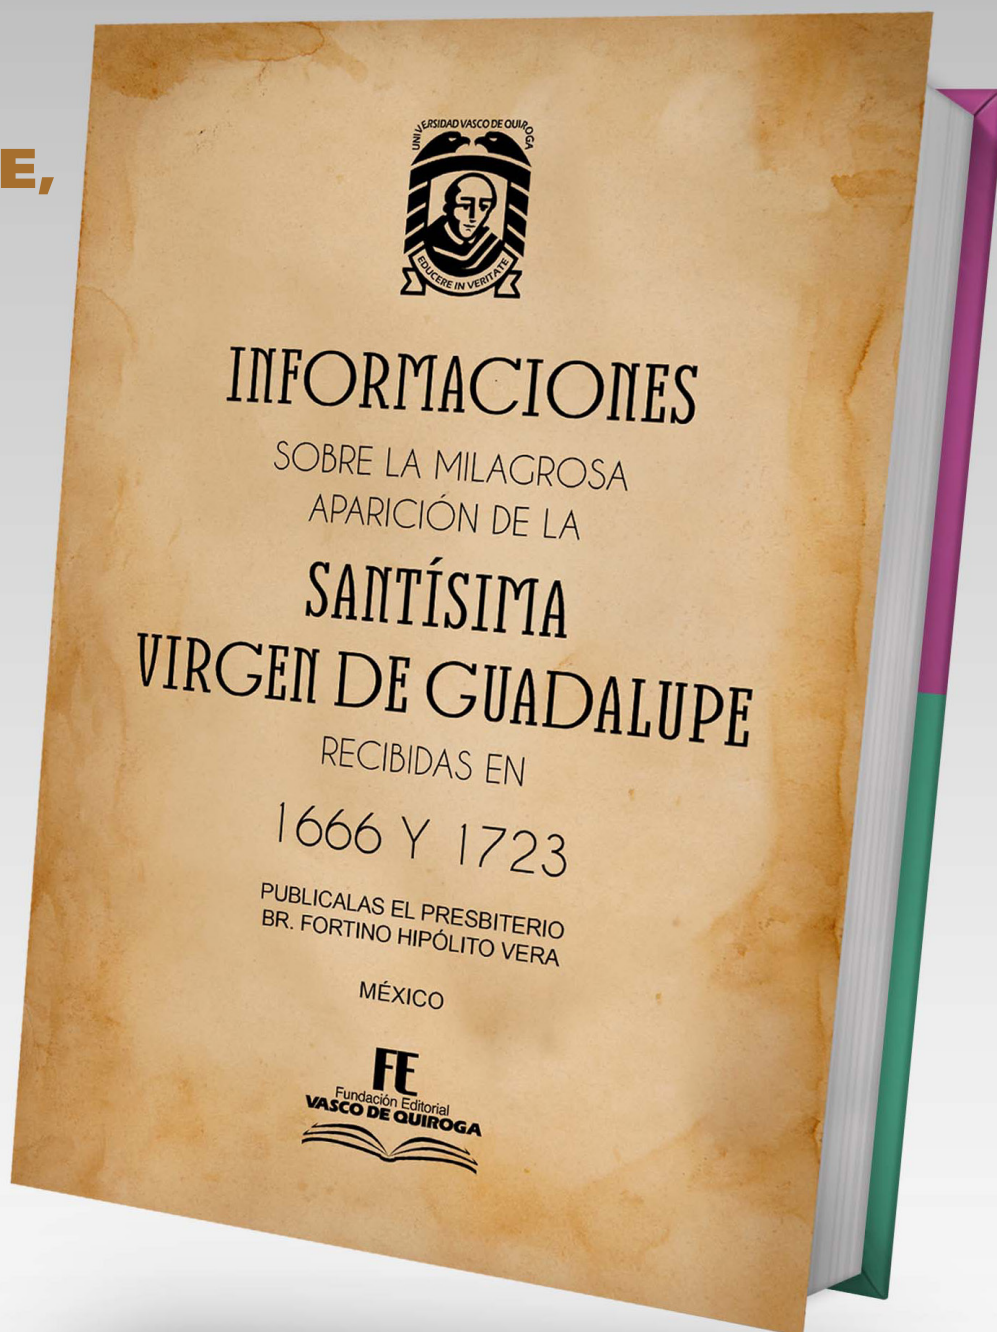 E,
UNIVERSIDAD VASCO DE QUIROGA
EDUCERE IN VERITATE
INFORMACIONES
SOBRE LA MILAGROSA
APARICIÓN DE LA
SANTÍSIMA
VIRGEN DE GUADALUPE
RECIBIDAS EN
1666 Y 1723
PUBLICALAS EL PRESBITERIO
BR. FORTINO HIPÓLITO VERA
MÉXICO
FE
Fundación Editorial
VASCO DE QUIROGA